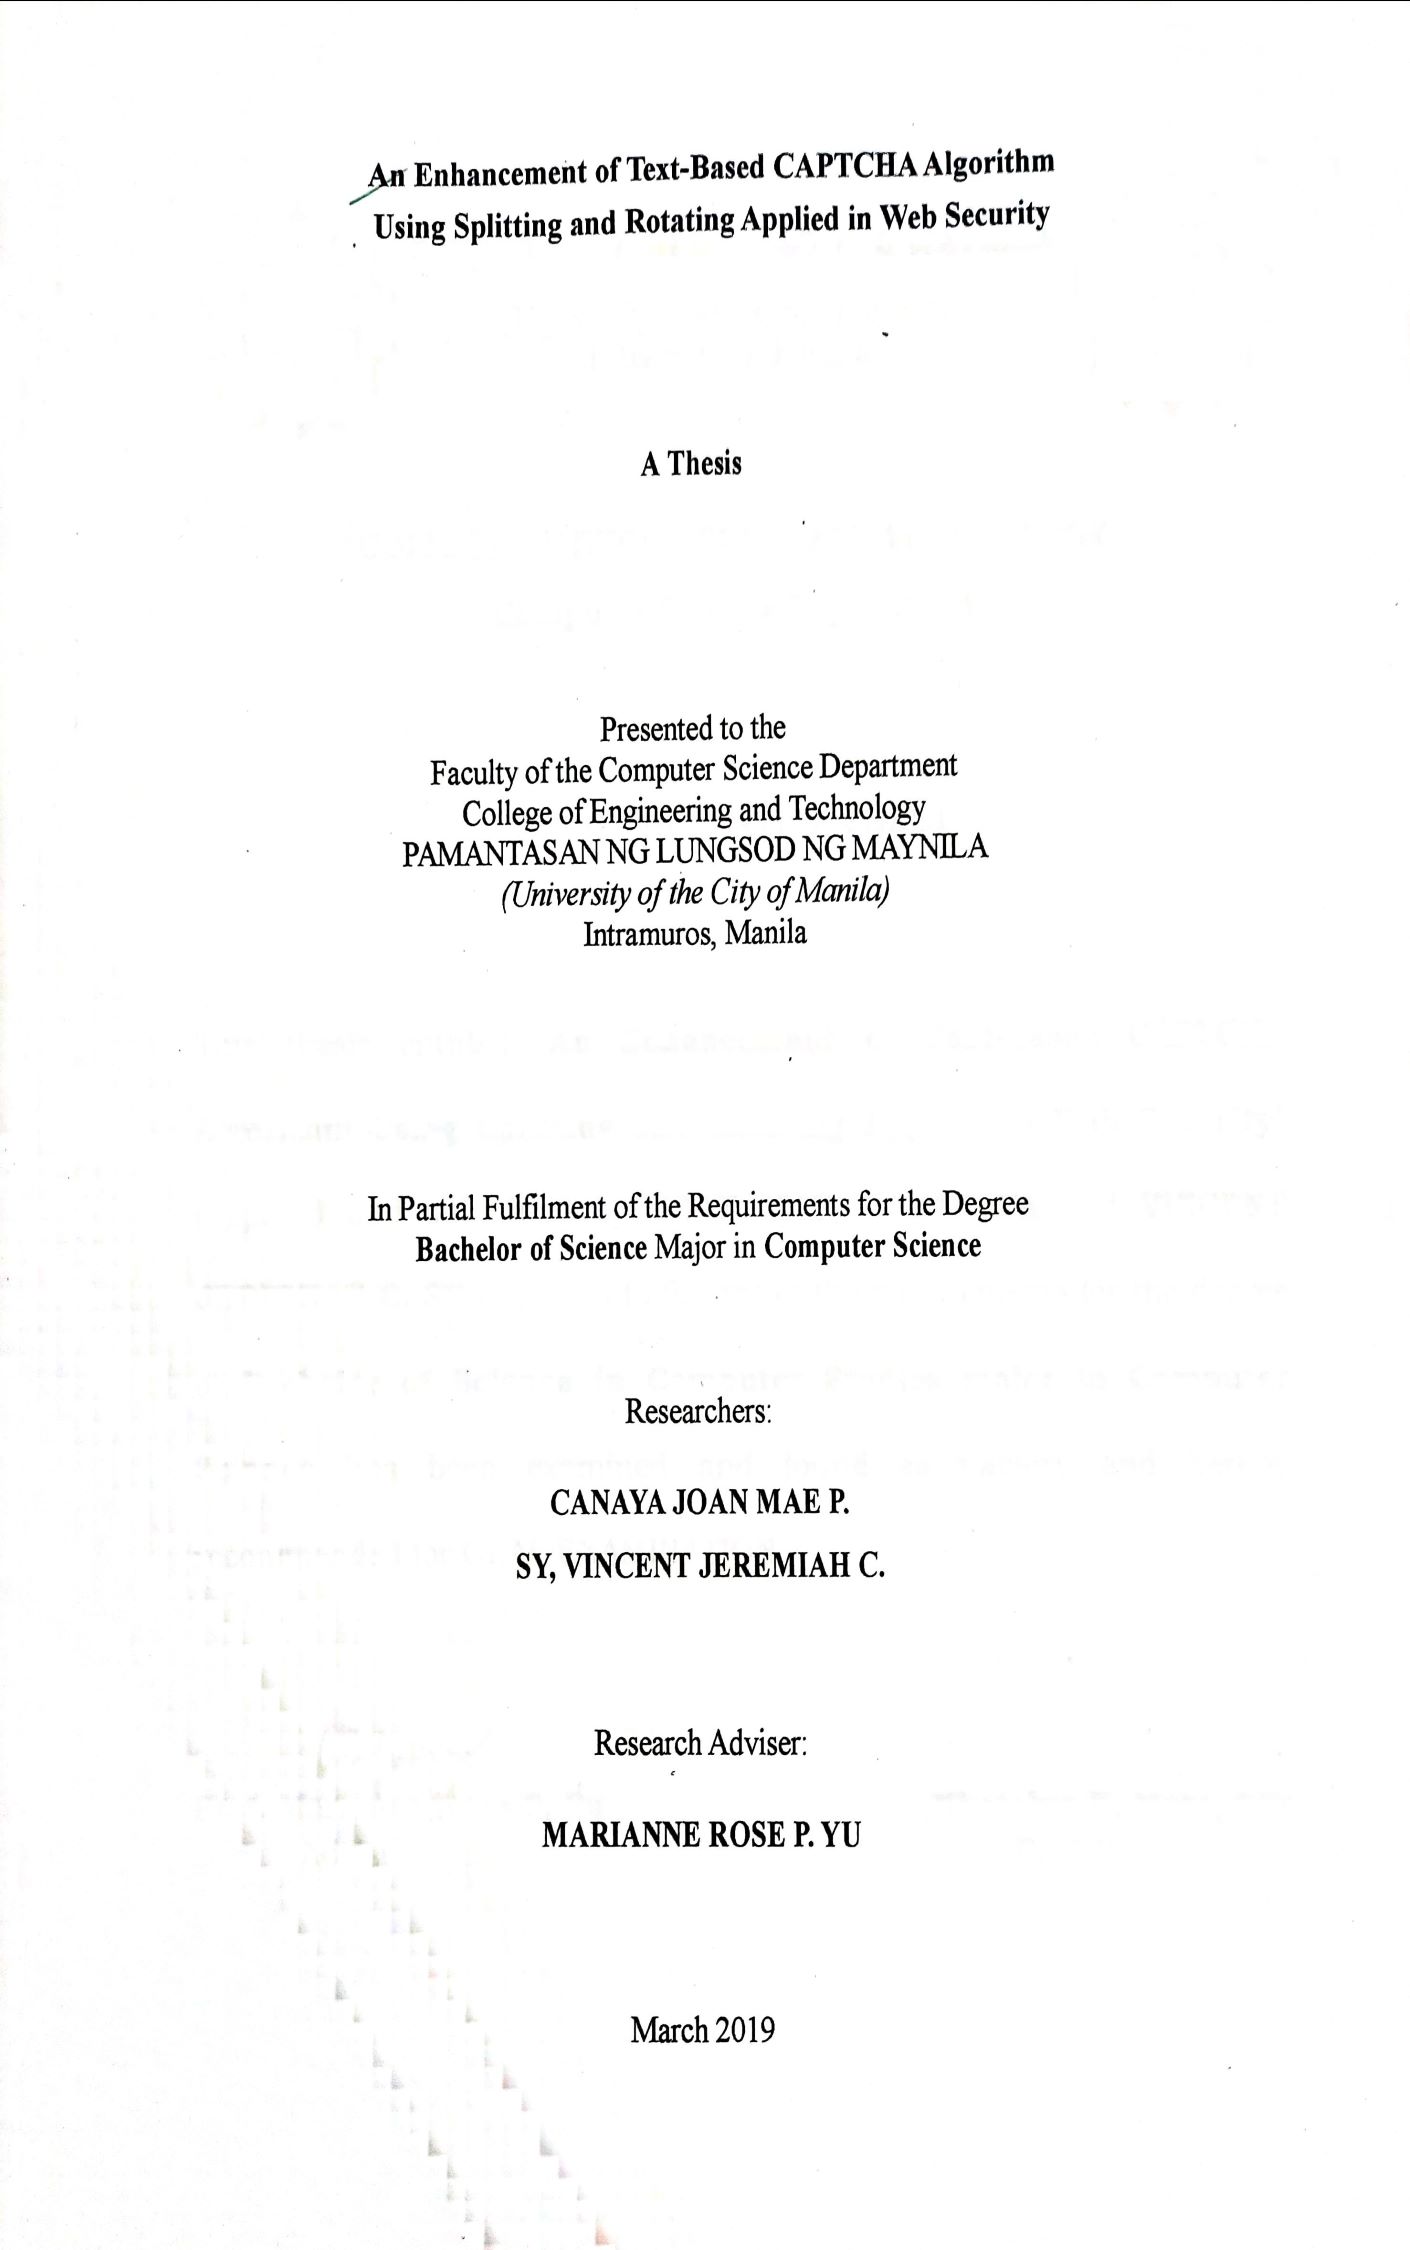 An Enhancement of Text-Based CAPTCHA Algorithm
Using Splitting and Rotating Applied in Web Security
A Thesis
Presented to the
Faculty of the Computer Science Department
College of Engineering and Technology
PAMANTASAN NG LUNGSOD NG MAYNILA
(University of the City of Manila)
Intramuros, Manila
In Partial Fulfilment of the Requirements for the Degree
Bachelor of Science Major in Computer Science
Researchers:
CANAYA JOAN MAE P.
SY, VINCENT JEREMIAH C.
Research Adviser:
MARIANNE ROSE P. YU
March 2019